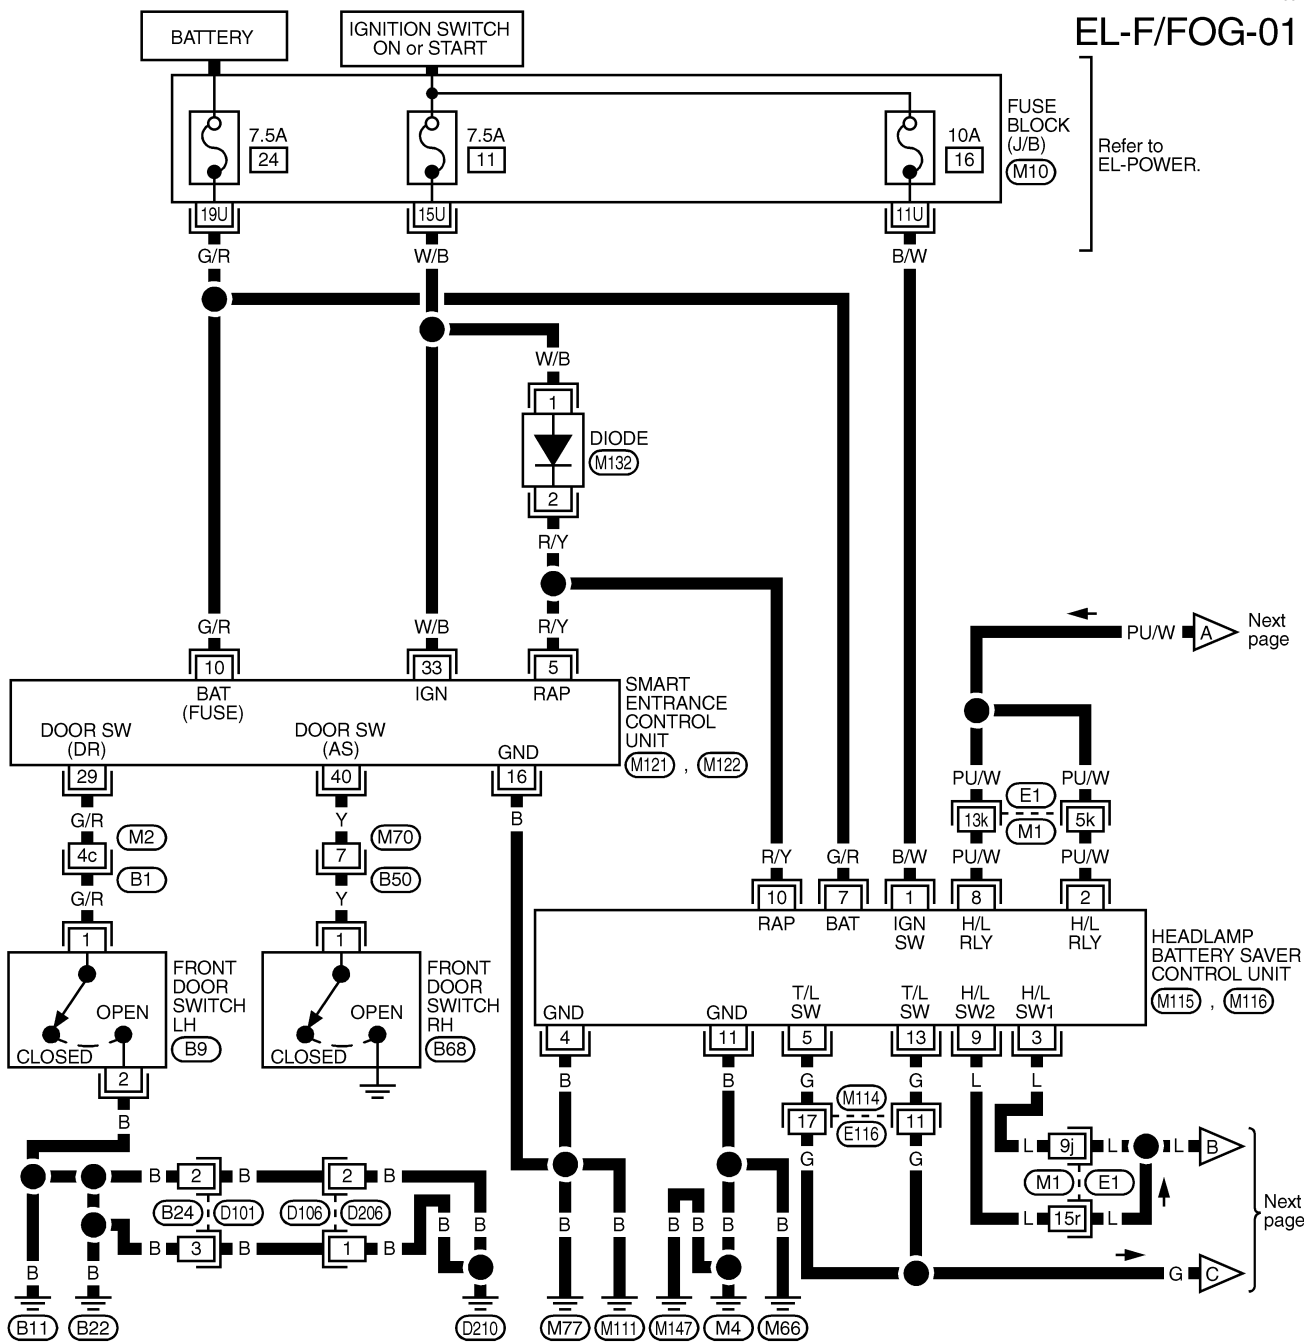 EL-F/FOG-01
BATTERY
IGNITION SWITCH
ON or START
7.5A
24
7.5A
11
10A
16
FUSE
BLOCK
(J/B)
M10
Refer to
EL-POWER.
19U
15U
11U
G/R
W/B
B/W
W/B
1
DIODE
M132
2
R/Y
G/R
W/B
R/Y
PU/W
A
Next
page
10
33
5
BAT
(FUSE)
IGN
RAP
SMART
ENTRANCE
CONTROL
UNIT
M121 , M122
DOOR SW
(DR)
DOOR SW
(AS)
GND
29
40
16
G/R
Y
B
M2
4c
B1
M70
7
B50
G/R
Y
PU/W
PU/W
13k
E1
M1
5k
R/Y
G/R
B/W
PU/W
PU/W
10
7
1
8
2
RAP
BAT
IGN
SW
H/L
RLY
H/L
RLY
HEADLAMP
BATTERY SAVER
CONTROL UNIT
M115 , M116
1
OPEN
CLOSED
FRONT
DOOR
SWITCH
LH
B9
2
1
OPEN
CLOSED
FRONT
DOOR
SWITCH
RH
B68
GND
GND
T/L
SW
T/L
SW
H/L
SW2
H/L
SW1
4
11
5
13
9
3
B
B
B
G
G
L
L
17
M114
E116
11
G
G
L
9j
L
L
B
M1
E1
L
15r
L
Next
page
G
C
B
2
B
2
B
B24
D101
D106
D206
B
3
B
1
B
B
B
B
B
B
B
B
B
B
B
B11
B22
D210
M77
M111
M147
M4
M66